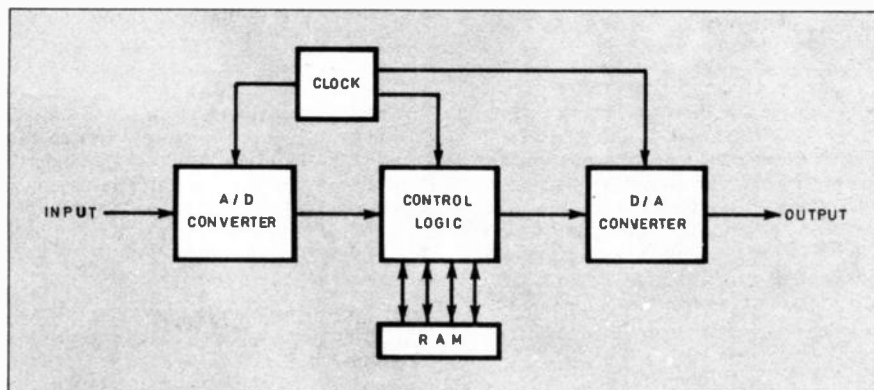 CLOCK
INPUT
A/D
CONVERTER
CONTROL
LOGIC
D/A
CONVERTER
OUTPUT
RAM